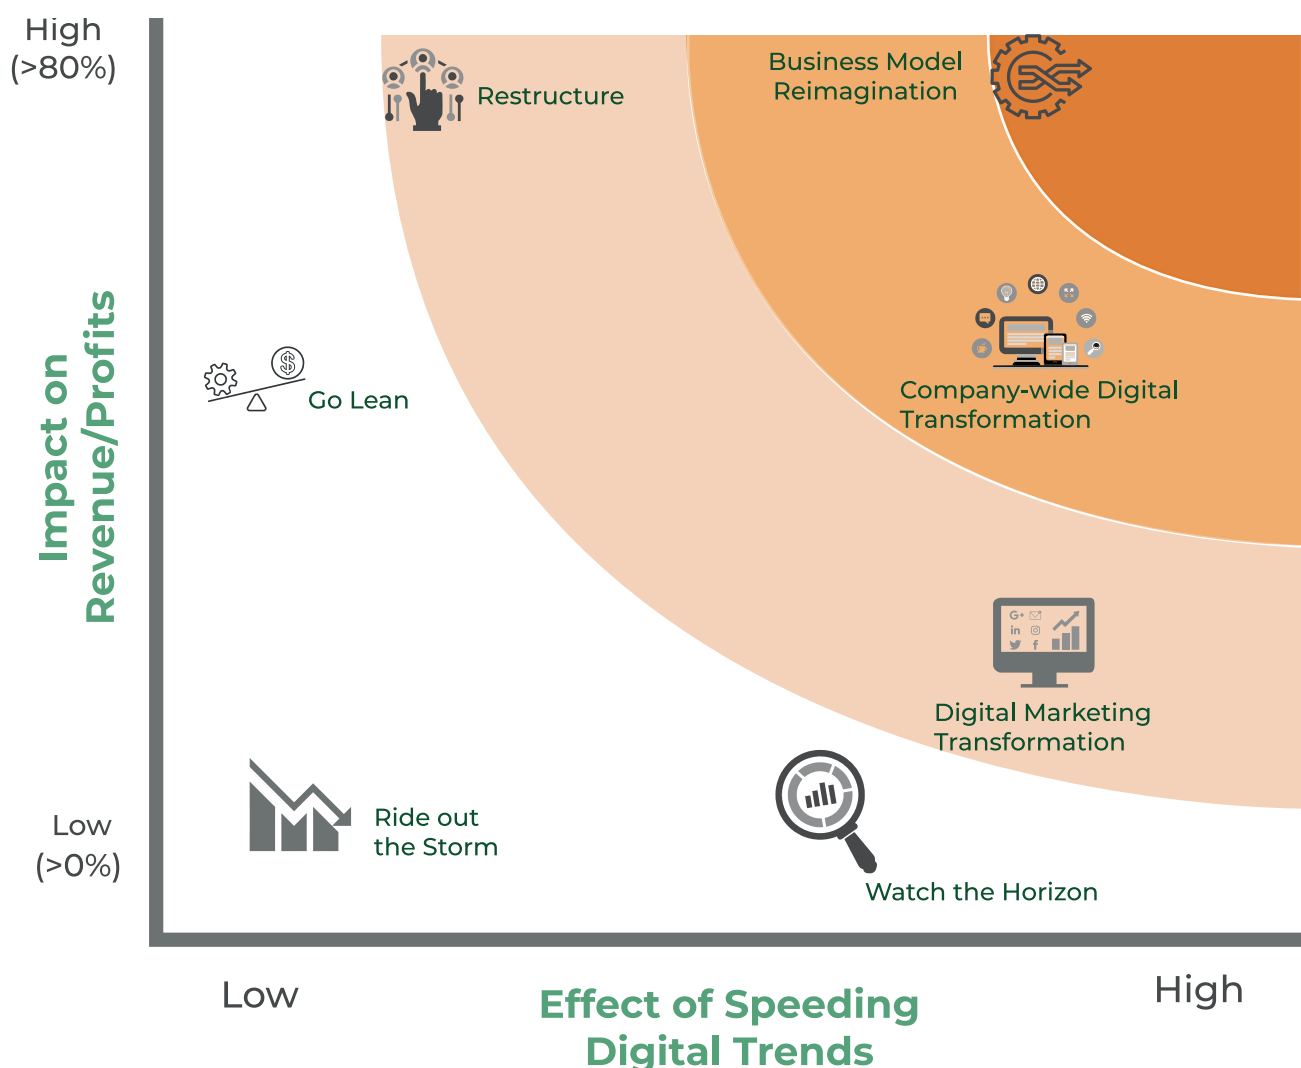 High
(>80%)
Restructure
Business Model
Reimagination
Impact on
Revenue/Profits
Go Lean
Company-wide Digital
Transformation
G+
in
f
Digital Marketing
Transformation
Low
(>0%)
Ride out
the Storm
Watch the Horizon
Low
Effect of Speeding
Digital Trends
High